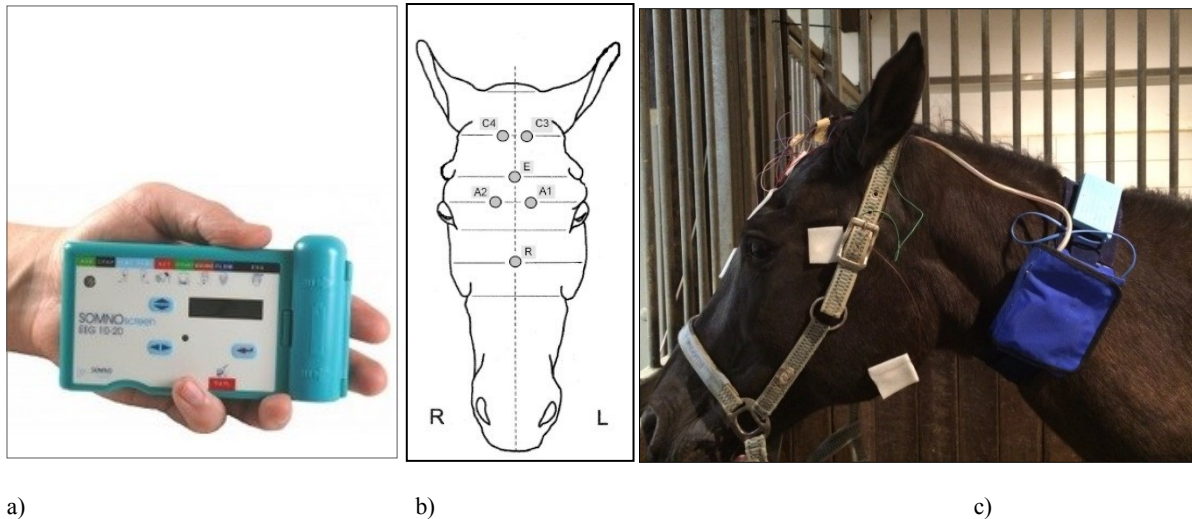 SOMNOscreen
EEG 10-20
C4 C3
E
A2 A1
R
R L
a) b) c)